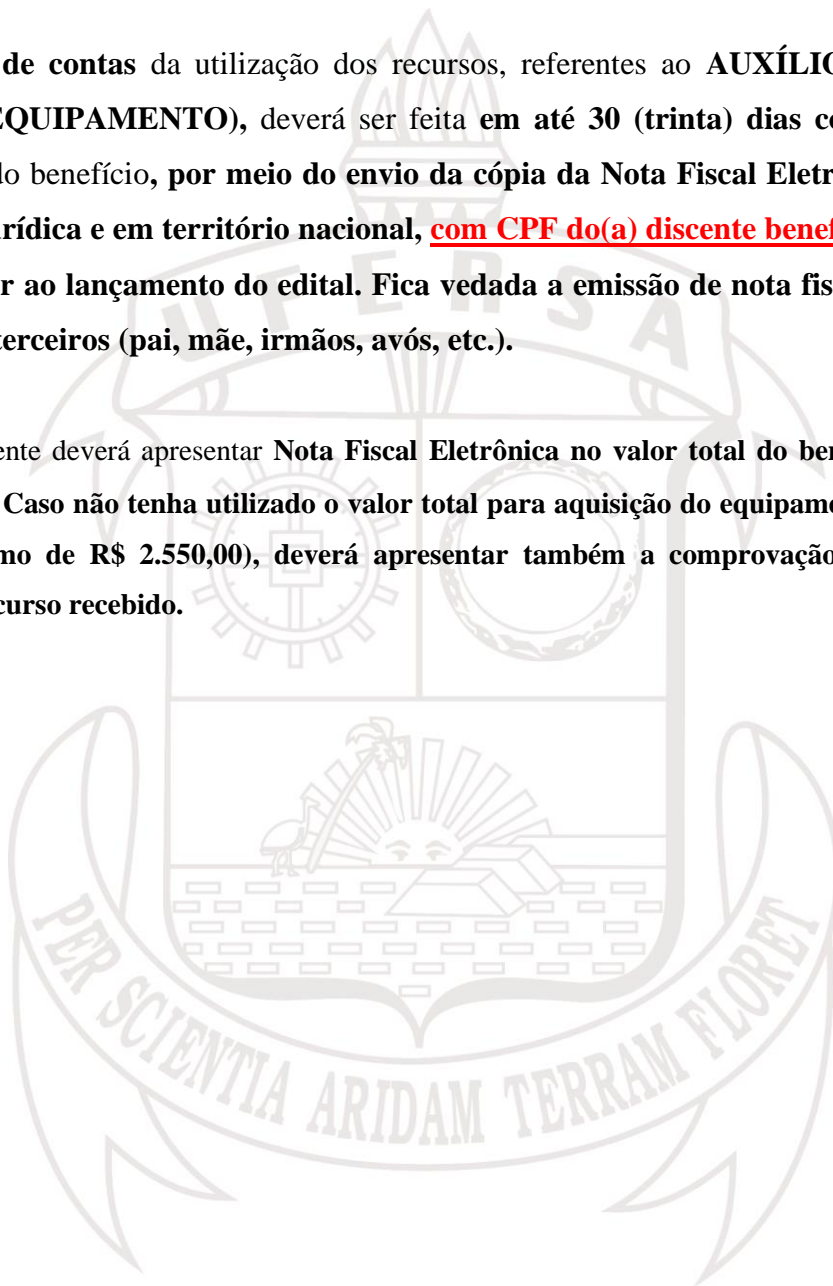 de contas da utilização dos recursos, referentes ao AUXÍLIO
EQUIPAMENTO), deverá ser feita em até 30 (trinta) dias co
do benefício, por meio do envio da cópia da Nota Fiscal Eletr
urídica e em território nacional, com CPF do(a) discente benef
r ao lançamento do edital. Fica vedada a emissão de nota fis
terceiros (pai, mãe, irmãos, avós, etc.).
ente deverá apresentar Nota Fiscal Eletrônica no valor total do ben
Caso não tenha utilizado o valor total para aquisição do equipam
mo de R$ 2.550,00), deverá apresentar também a comprovação
curso recebido.
UFERSA
PER SCIENTIA ARIDAM TERRAM FLORET